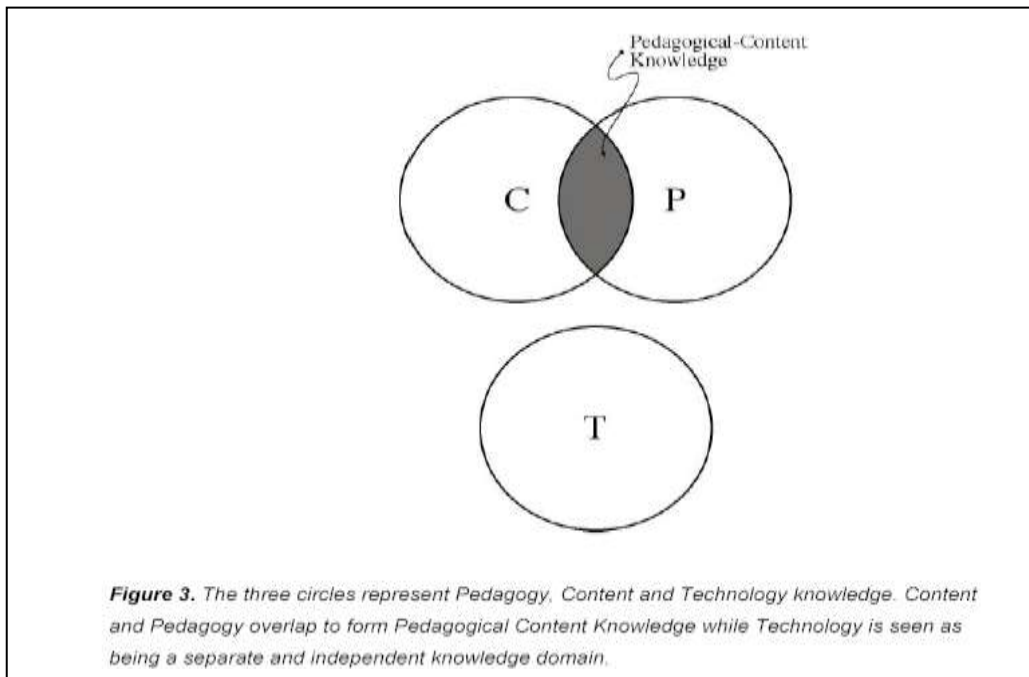 Pedagogical-Content
Knowledge
C
P
T
Figure 3. The three circles represent Pedagogy, Content and Technology knowledge. Content
and Pedagogy overlap to form Pedagogical Content Knowledge while Technology is seen as
being a separate and independent knowledge domain.